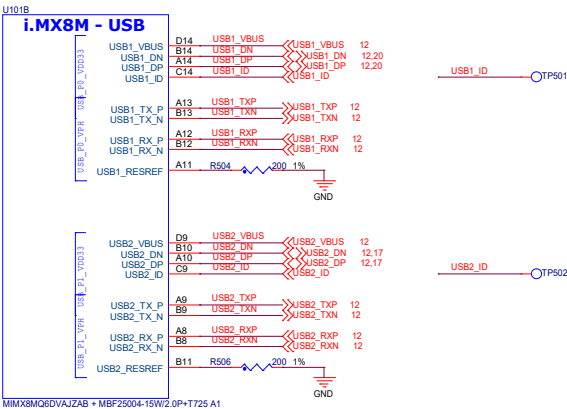 U101B
i.MX8M - USB
USB_P0_VDD33
USB_P0_VPH
USB1_VBUS D14 USB1_VBUS USB1_VBUS 12
USB1_DN B14 USB1_DN USB1_DN 12,20
USB1_DP A14 USB1_DP USB1_DP 12,20
USB1_ID C14 USB1_ID USB1_ID
USB1_ID TP501
USB1_TX_P A13 USB1_TXP USB1_TXP 12
USB1_TX_N B13 USB1_TXN USB1_TXN 12
USB1_RX_P A12 USB1_RXP USB1_RXP 12
USB1_RX_N B12 USB1_RXN USB1_RXN 12
USB1_RESREF A11 R504 200 1%
GND
USB_P1_VDD33
USB_P1_VPH
USB2_VBUS D9 USB2_VBUS USB2_VBUS 12
USB2_DN B10 USB2_DN USB2_DN 12,17
USB2_DP A10 USB2_DP USB2_DP 12,17
USB2_ID C9 USB2_ID USB2_ID
USB2_ID TP502
USB2_TX_P A9 USB2_TXP USB2_TXP 12
USB2_TX_N B9 USB2_TXN USB2_TXN 12
USB2_RX_P A8 USB2_RXP USB2_RXP 12
USB2_RX_N B8 USB2_RXN USB2_RXN 12
USB2_RESREF B11 R506 200 1%
GND
MIMX8MQ6DVAJZAB + MBF25004-15W/2.0P+T725 A1